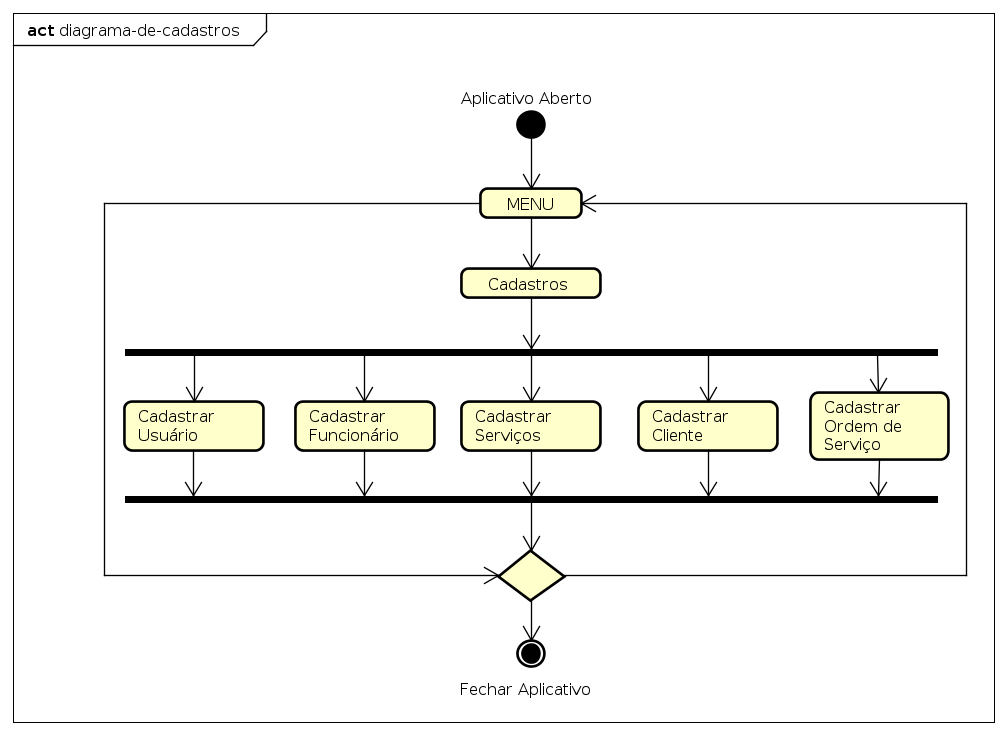 act diagrama-de-cadastros
Aplicativo Aberto
MENU
Cadastros
Cadastrar
Usuário
Cadastrar
Funcionário
Cadastrar
Serviços
Cadastrar
Cliente
Cadastrar
Ordem de
Serviço
Fechar Aplicativo